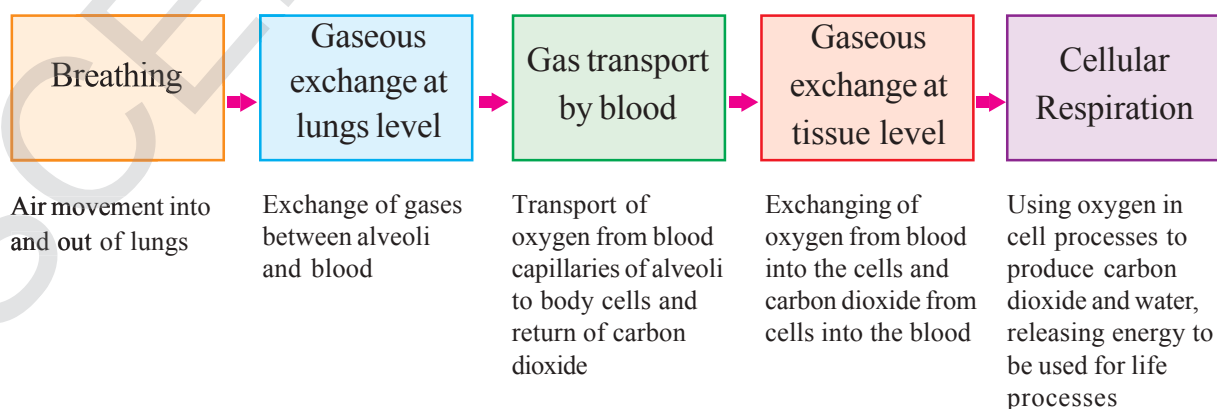 Breathing
Gaseous
exchange at
lungs level
Gas transport
by blood
Gaseous
exchange at
tissue level
Cellular
Respiration
Air movement into
and out of lungs
Exchange of gases
between alveoli
and blood
Transport of
oxygen from blood
capillaries of alveoli
to body cells and
return of carbon
dioxide
Exchanging of
oxygen from blood
into the cells and
carbon dioxide from
cells into the blood
Using oxygen in
cell processes to
produce carbon
dioxide and water,
releasing energy to
be used for life
processes